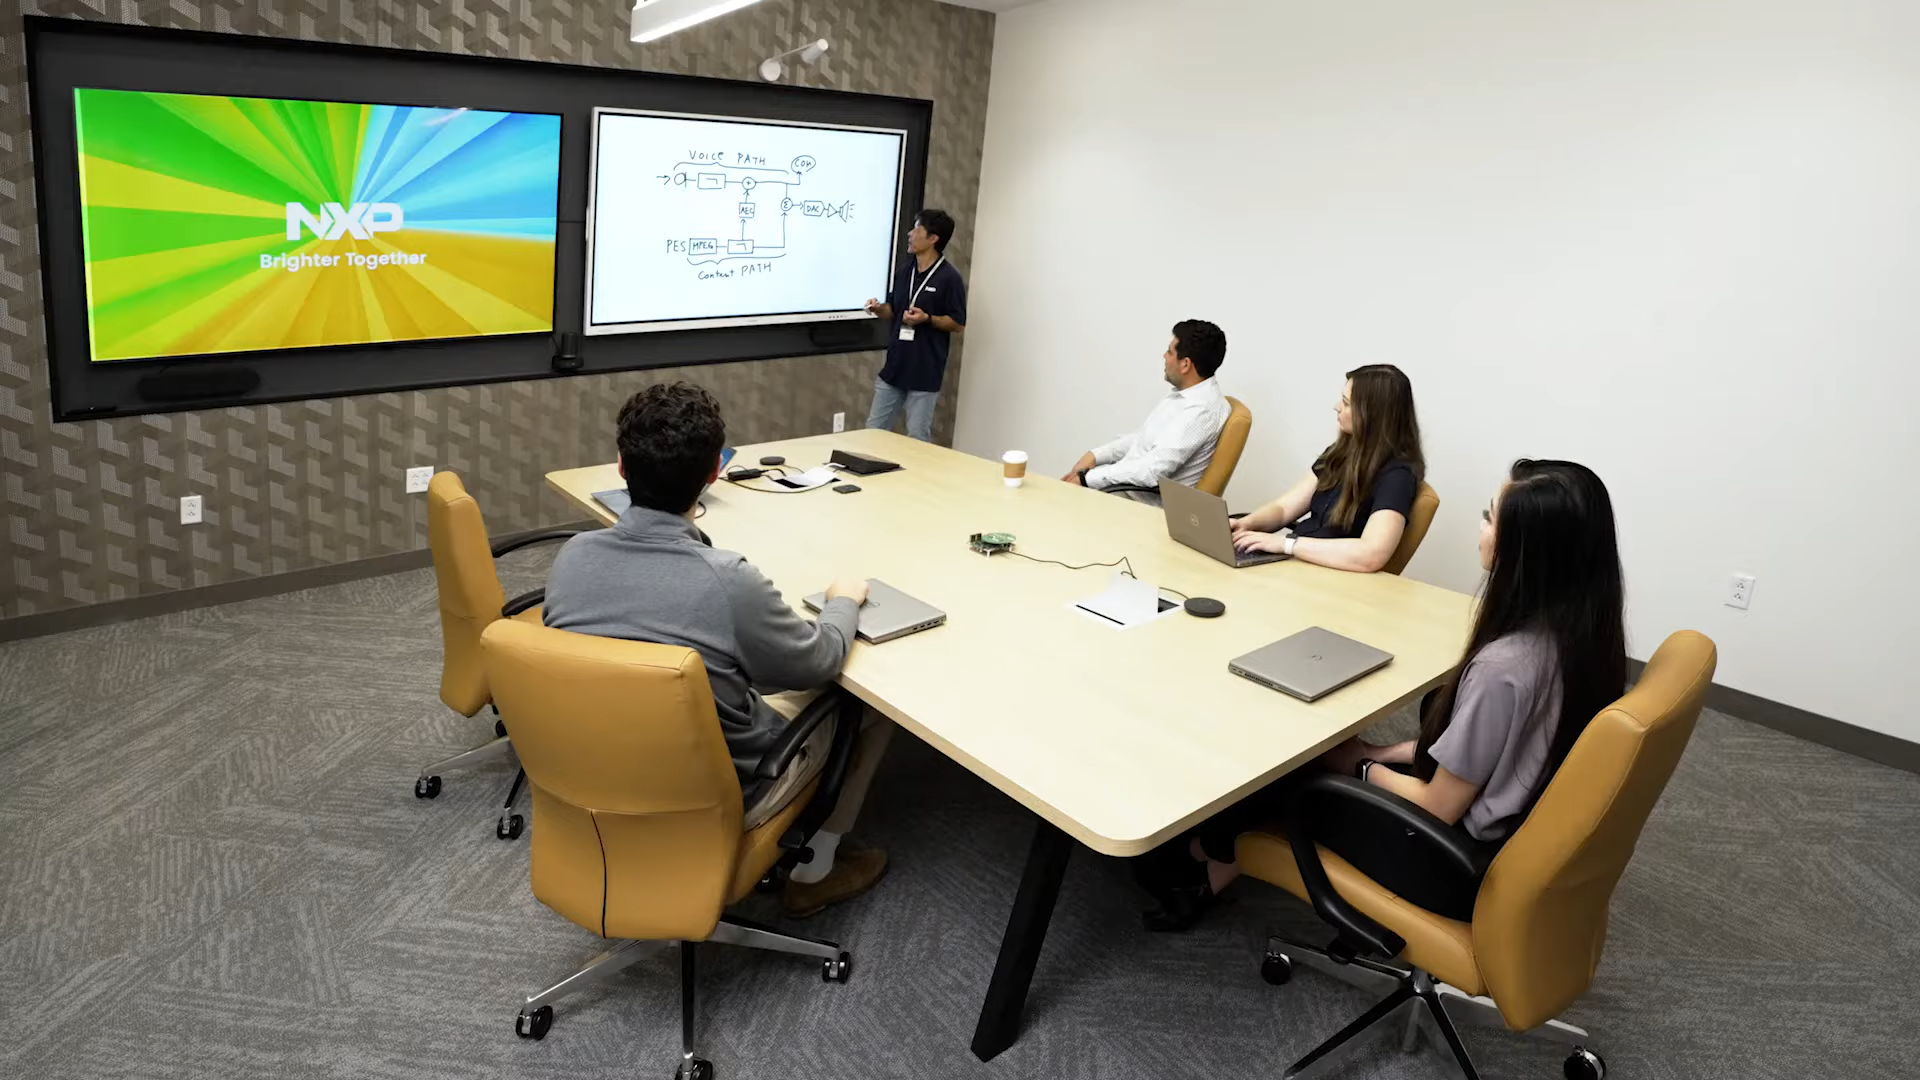 NXP
Brighter Together
VOICE PATH
COM
AEC
Σ
DAC
PES MPEG
Content PATH